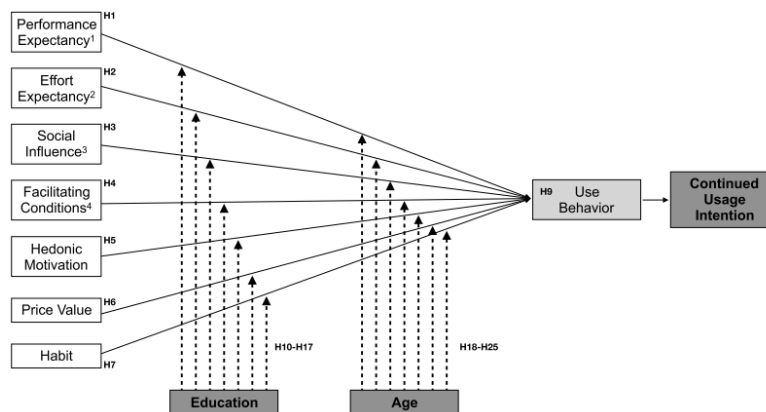 H1
Performance
Expectancy1
H2
Effort
Expectancy2
H3
Social
Influence3
H4
Facilitating
Conditions4
H5
Hedonic
Motivation
H6
Price Value
Habit
H7
H9
Use
Behavior
Continued
Usage
Intention
H10-H17
H18-H25
Education
Age